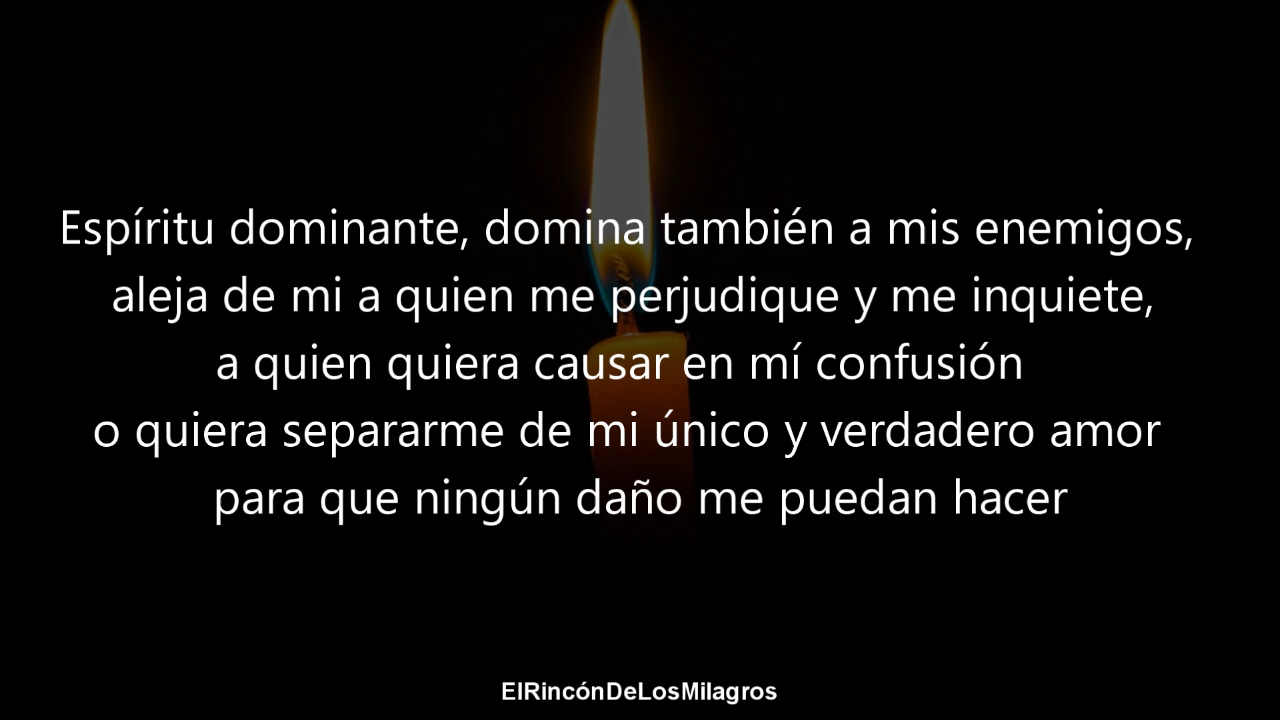 Espíritu dominante, domina también a mis enemigos,
aleja de mi a quien me perjudique y me inquiete,
a quien quiera causar en mí confusión
o quiera separarme de mi único y verdadero amor
para que ningún daño me puedan hacer
ElRincónDeLosMilagros